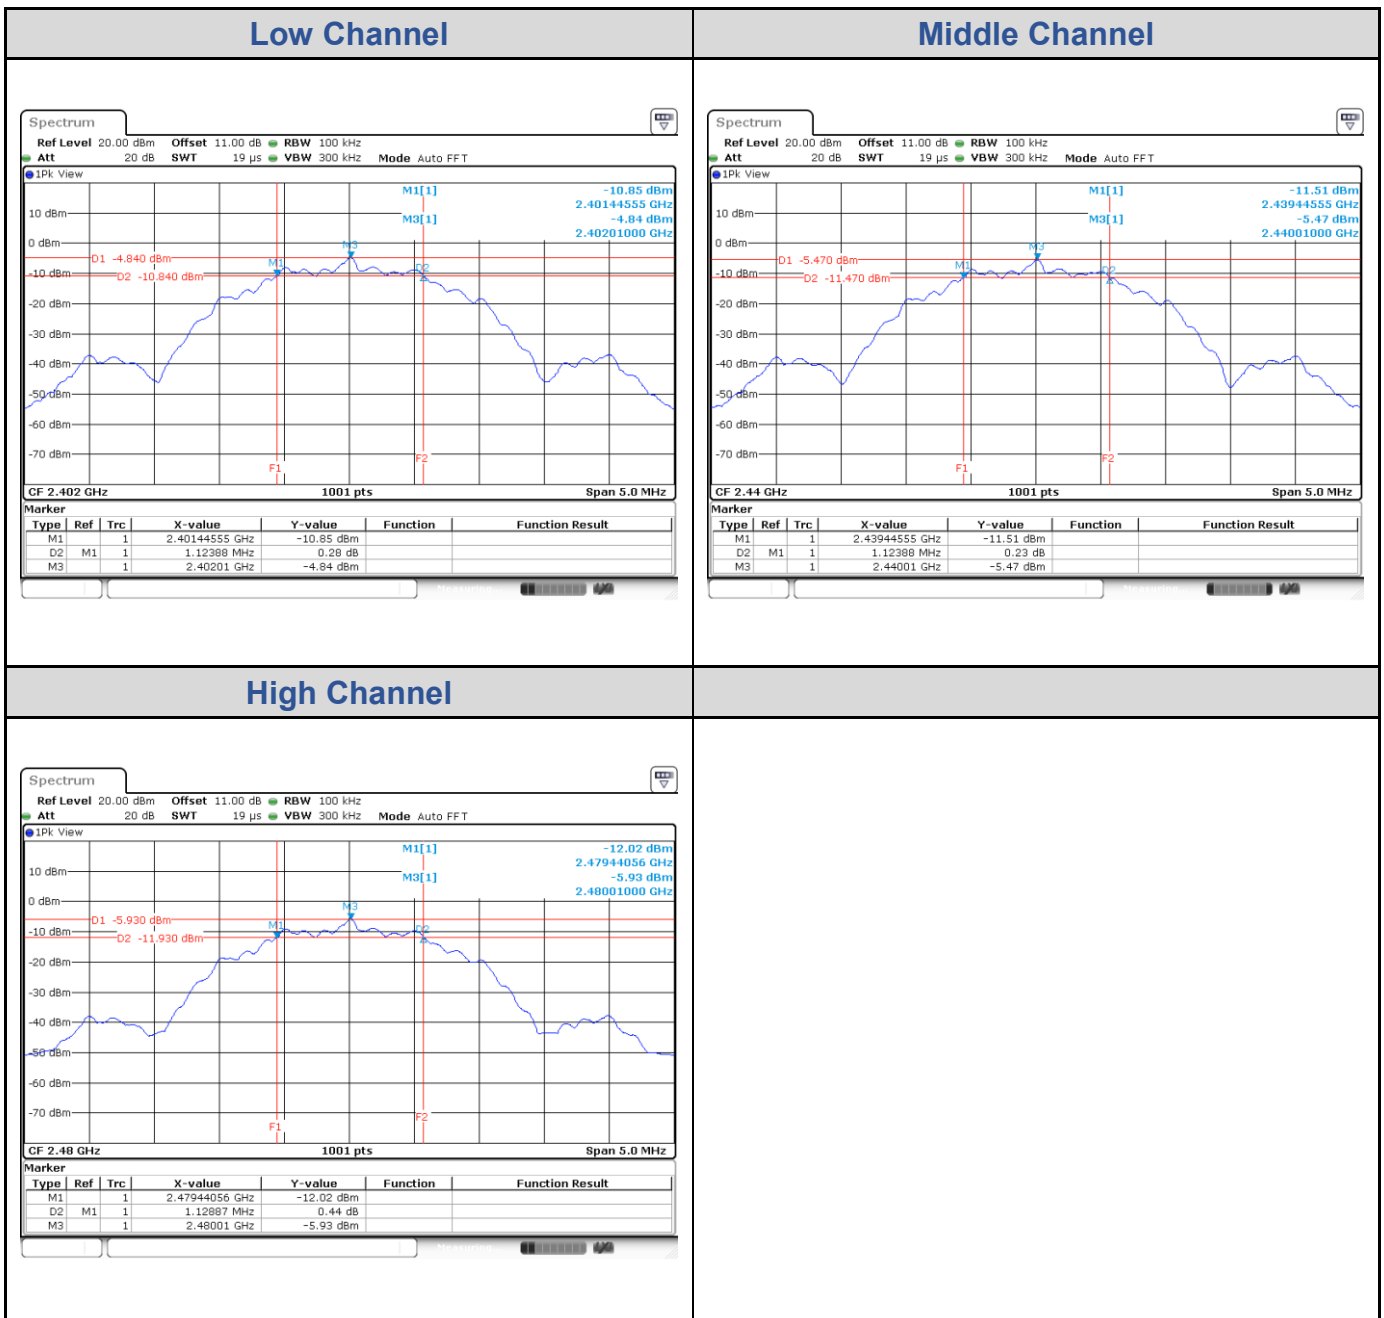 Low Channel
Middle Channel
Spectrum
Ref Level 20.00 dBm Offset 11.00 dB RBW 100 kHz
Att 20 dB SWT 19 µs VBW 300 kHz Mode Auto FFT
1Pk View
M1[1] -10.85 dBm
2.40144555 GHz
M3[1] -4.84 dBm
2.40201000 GHz
10 dBm
0 dBm
M3
D1 -4.840 dBm
M1
D2
-10 dBm
D2 -10.840 dBm
-20 dBm
-30 dBm
-40 dBm
-50 dBm
-60 dBm
-70 dBm
F1
F2
CF 2.402 GHz 1001 pts Span 5.0 MHz
Marker
Type Ref Trc X-value Y-value Function Function Result
M1 1 2.40144555 GHz -10.85 dBm
D2 M1 1 1.12388 MHz 0.28 dB
M3 1 2.40201 GHz -4.84 dBm
Measuring...
Spectrum
Ref Level 20.00 dBm Offset 11.00 dB RBW 100 kHz
Att 20 dB SWT 19 µs VBW 300 kHz Mode Auto FFT
1Pk View
M1[1] -11.51 dBm
2.43944555 GHz
M3[1] -5.47 dBm
2.44001000 GHz
10 dBm
0 dBm
M3
D1 -5.470 dBm
M1
D2
-10 dBm
D2 -11.470 dBm
-20 dBm
-30 dBm
-40 dBm
-50 dBm
-60 dBm
-70 dBm
F1
F2
CF 2.44 GHz 1001 pts Span 5.0 MHz
Marker
Type Ref Trc X-value Y-value Function Function Result
M1 1 2.43944555 GHz -11.51 dBm
D2 M1 1 1.12388 MHz 0.23 dB
M3 1 2.44001 GHz -5.47 dBm
Measuring...
High Channel
Spectrum
Ref Level 20.00 dBm Offset 11.00 dB RBW 100 kHz
Att 20 dB SWT 19 µs VBW 300 kHz Mode Auto FFT
1Pk View
M1[1] -12.02 dBm
2.47944056 GHz
M3[1] -5.93 dBm
2.48001000 GHz
10 dBm
0 dBm
M3
D1 -5.930 dBm
M1
D2
-10 dBm
D2 -11.930 dBm
-20 dBm
-30 dBm
-40 dBm
-50 dBm
-60 dBm
-70 dBm
F1
F2
CF 2.48 GHz 1001 pts Span 5.0 MHz
Marker
Type Ref Trc X-value Y-value Function Function Result
M1 1 2.47944056 GHz -12.02 dBm
D2 M1 1 1.12887 MHz 0.44 dB
M3 1 2.48001 GHz -5.93 dBm
Measuring...